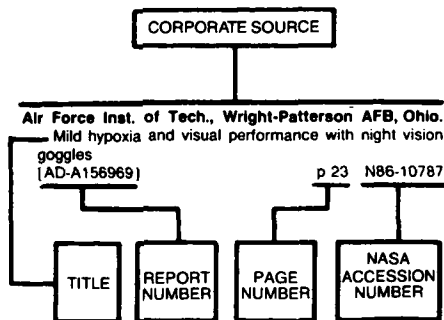 CORPORATE SOURCE
Air Force Inst. of Tech., Wright-Patterson AFB, Ohio.
Mild hypoxia and visual performance with night vision
goggles
[AD-A156969] p 23 N86-10787
TITLE
REPORT
NUMBER
PAGE
NUMBER
NASA
ACCESSION
NUMBER